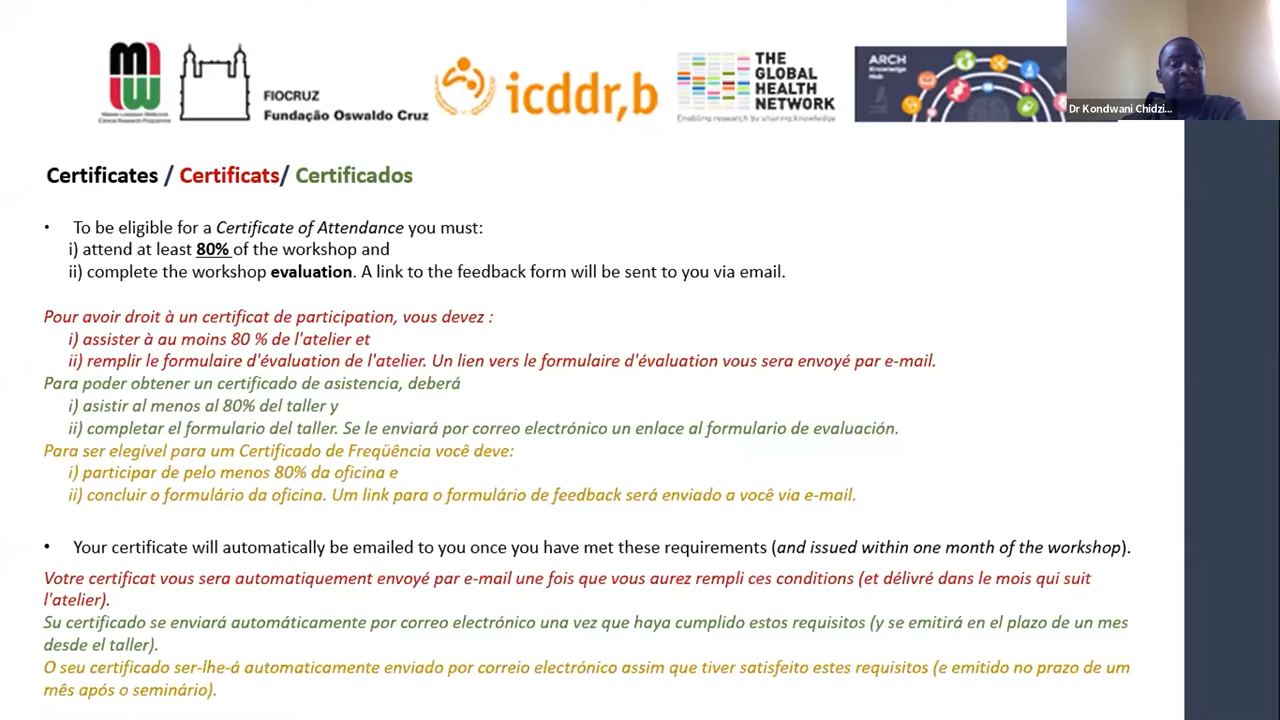 FIOCRUZ
Fundação Oswaldo Cruz
icddr,b
THE
GLOBAL
HEALTH
NETWORK
Enabling research by sharing knowledge
ARCH
Knowledge
Hub
Dr Kondwani Chidzi...
Certificates / Certificats/ Certificados
• To be eligible for a Certificate of Attendance you must:
i) attend at least 80% of the workshop and
ii) complete the workshop evaluation. A link to the feedback form will be sent to you via email.
Pour avoir droit à un certificat de participation, vous devez :
i) assister à au moins 80 % de l'atelier et
ii) remplir le formulaire d'évaluation de l'atelier. Un lien vers le formulaire d'évaluation vous sera envoyé par e-mail.
Para poder obtener un certificado de asistencia, deberá
i) asistir al menos al 80% del taller y
ii) completar el formulario del taller. Se le enviará por correo electrónico un enlace al formulario de evaluación.
Para ser elegível para um Certificado de Freqüência você deve:
i) participar de pelo menos 80% da oficina e
ii) concluir o formulário da oficina. Um link para o formulário de feedback será enviado a você via e-mail.
• Your certificate will automatically be emailed to you once you have met these requirements (and issued within one month of the workshop).
Votre certificat vous sera automatiquement envoyé par e-mail une fois que vous aurez rempli ces conditions (et délivré dans le mois qui suit
l'atelier).
Su certificado se enviará automáticamente por correo electrónico una vez que haya cumplido estos requisitos (y se emitirá en el plazo de un mes
desde el taller).
O seu certificado ser-lhe-á automaticamente enviado por correio electrónico assim que tiver satisfeito estes requisitos (e emitido no prazo de um
mês após o seminário).